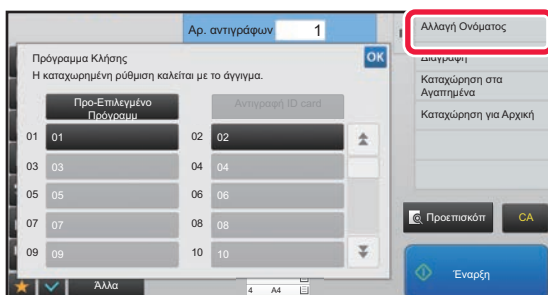 Αρ. αντιγράφων 1
Πρόγραμμα Κλήσης
OK
Η καταχωρημένη ρύθμιση καλείται με το άγγιγμα.
Προ-Επιλεγμένο
Πρόγραμμ
Αντιγραφή ID card
01 01
02 02
03 03
04 04
05 05
06 06
07 07
08 08
09 09
10 10
Άλλα
4 A4
Αλλαγή Ονόματος
Διαγραφή
Καταχώρηση στα
Αγαπημένα
Καταχώρηση για Αρχική
Προεπισκόπ
CA
Έναρξη